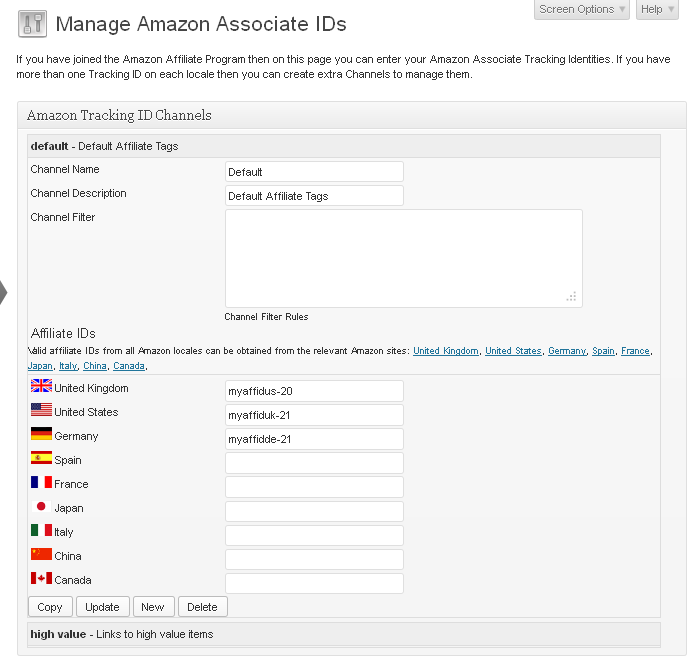 Screen Options
Help
Manage Amazon Associate IDs
If you have joined the Amazon Affiliate Program then on this page you can enter your Amazon Associate Tracking Identities. If you have
more than one Tracking ID on each locale then you can create extra Channels to manage them.
Amazon Tracking ID Channels
default - Default Affiliate Tags
Channel Name
Default
Channel Description
Default Affiliate Tags
Channel Filter
Channel Filter Rules
Affiliate IDs
Valid affiliate IDs from all Amazon locales can be obtained from the relevant Amazon sites: United Kingdom, United States, Germany, Spain, France,
Japan, Italy, China, Canada,
United Kingdom
myaffidus-20
United States
myaffiduk-21
Germany
myaffidde-21
Spain
France
Japan
Italy
China
Canada
Copy
Update
New
Delete
high value - Links to high value items